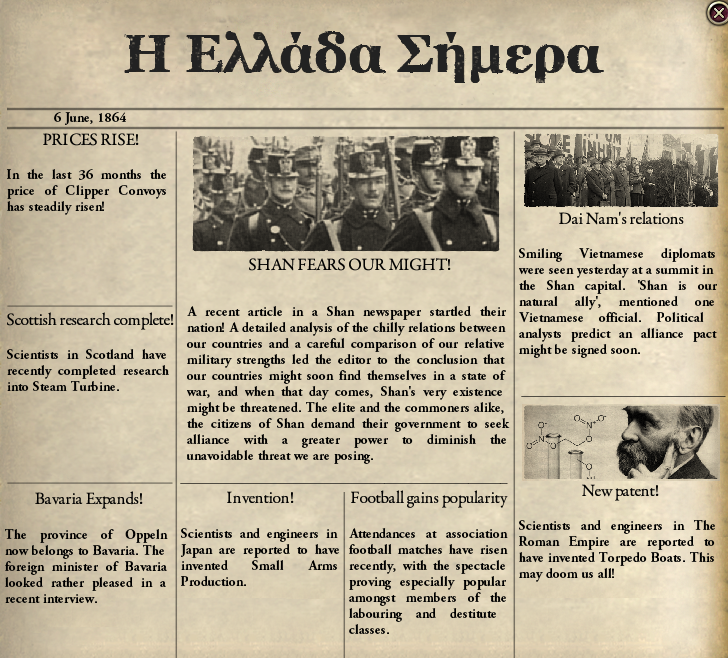 Η Ελλάδα Σήμερα
6 June, 1864
PRICES RISE!
In the last 36 months the
price of Clipper Convoys
has steadily risen!
Scottish research complete!
Scientists in Scotland have
recently completed research
into Steam Turbine.
Bavaria Expands!
The province of Oppeln
now belongs to Bavaria. The
foreign minister of Bavaria
looked rather pleased in a
recent interview.
SHAN FEARS OUR MIGHT!
A recent article in a Shan newspaper startled their
nation! A detailed analysis of the chilly relations between
our countries and a careful comparison of our relative
military strengths led the editor to the conclusion that
our countries might soon find themselves in a state of
war, and when that day comes, Shan's very existence
might be threatened. The elite and the commoners alike,
the citizens of Shan demand their government to seek
alliance with a greater power to diminish the
unavoidable threat we are posing.
Invention!
Scientists and engineers in
Japan are reported to have
invented Small Arms
Production.
Football gains popularity
Attendances at association
football matches have risen
recently, with the spectacle
proving especially popular
amongst members of the
labouring and destitute
classes.
Dai Nam's relations
Smiling Vietnamese diplomats
were seen yesterday at a summit in
the Shan capital. 'Shan is our
natural ally', mentioned one
Vietnamese official. Political
analysts predict an alliance pact
might be signed soon.
New patent!
Scientists and engineers in The
Roman Empire are reported to
have invented Torpedo Boats. This
may doom us all!